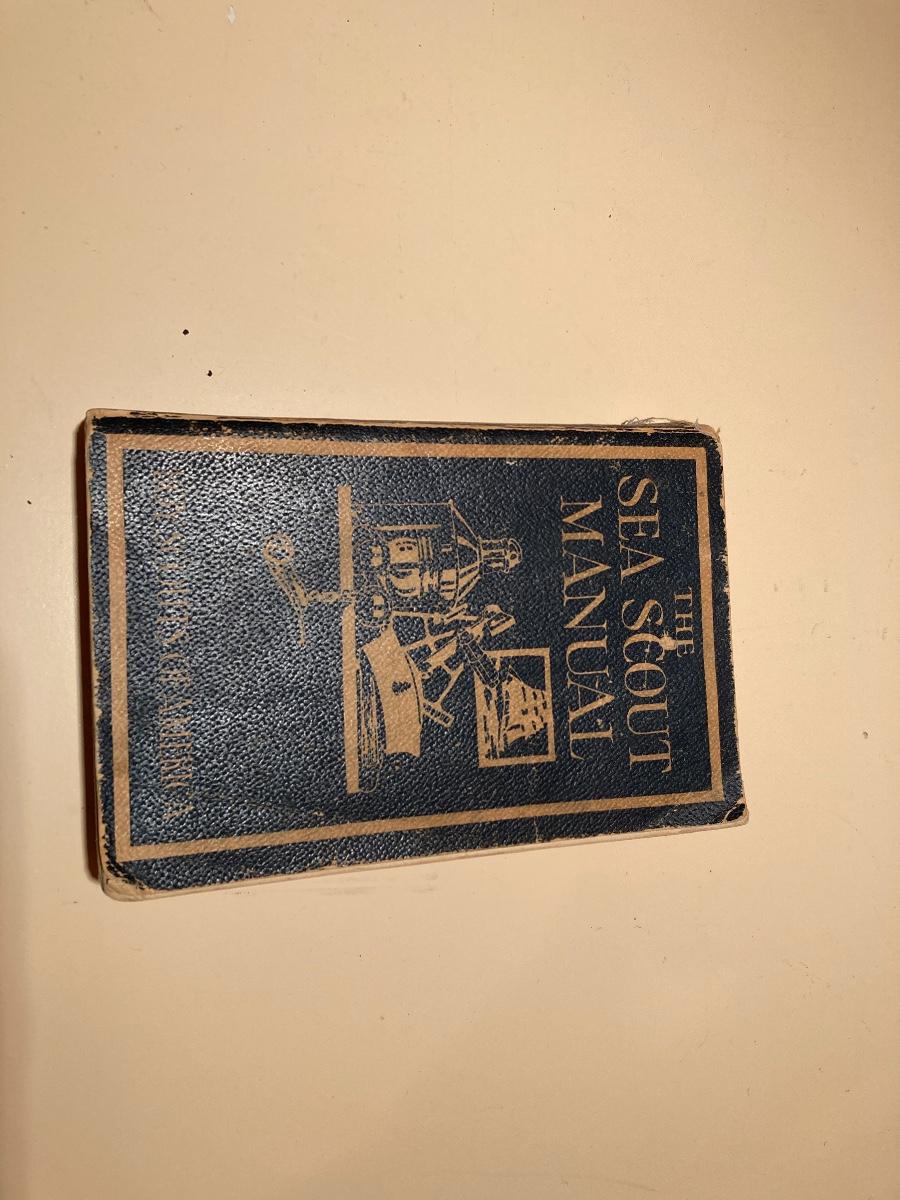 THE
SEA SCOUT
MANUAL
BOY SCOUTS OF AMERICA